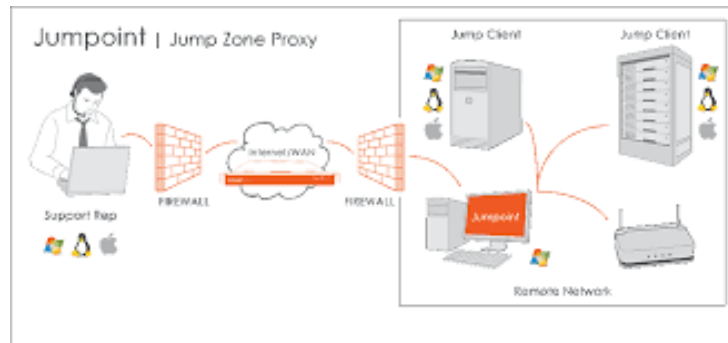 Jumpoint | Jump Zone Proxy
Jump Client
Jump Client
Internet/WAN
FIREWALL
FIREWALL
Support Rep
Jumpoint
Remote Network